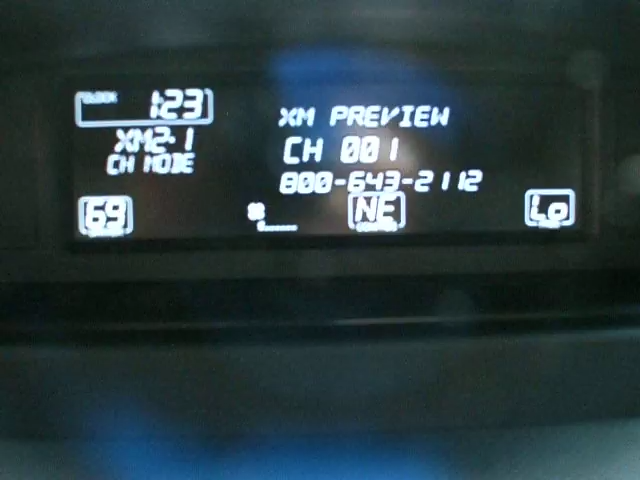 CLOCK 1:23
XM2-1
CH MODE
XM PREVIEW
CH 001
800-643-2112
69
NE
Lo